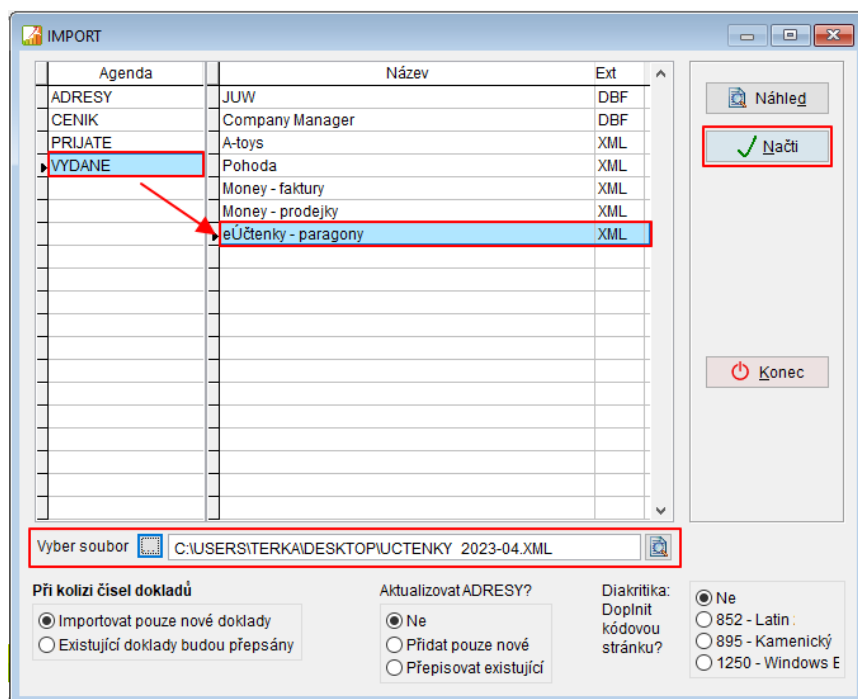 IMPORT
Agenda Název Ext
ADRESY JUW DBF
CENIK Company Manager DBF
PRIJATE A-toys XML
VYDANE Pohoda XML
Money - faktury XML
Money - prodejky XML
eÚčtenky - paragony XML
Náhled
Načti
Konec
Vyber soubor ... C:\USERS\TERKA\DESKTOP\UCTENKY 2023-04.XML
Při kolizi čísel dokladů
Importovat pouze nové doklady
Existující doklady budou přepsány
Aktualizovat ADRESY?
Ne
Přidat pouze nové
Přepisovat existující
Diakritika:
Doplnit
kódovou
stránku?
Ne
852 - Latin
895 - Kamenický
1250 - Windows E